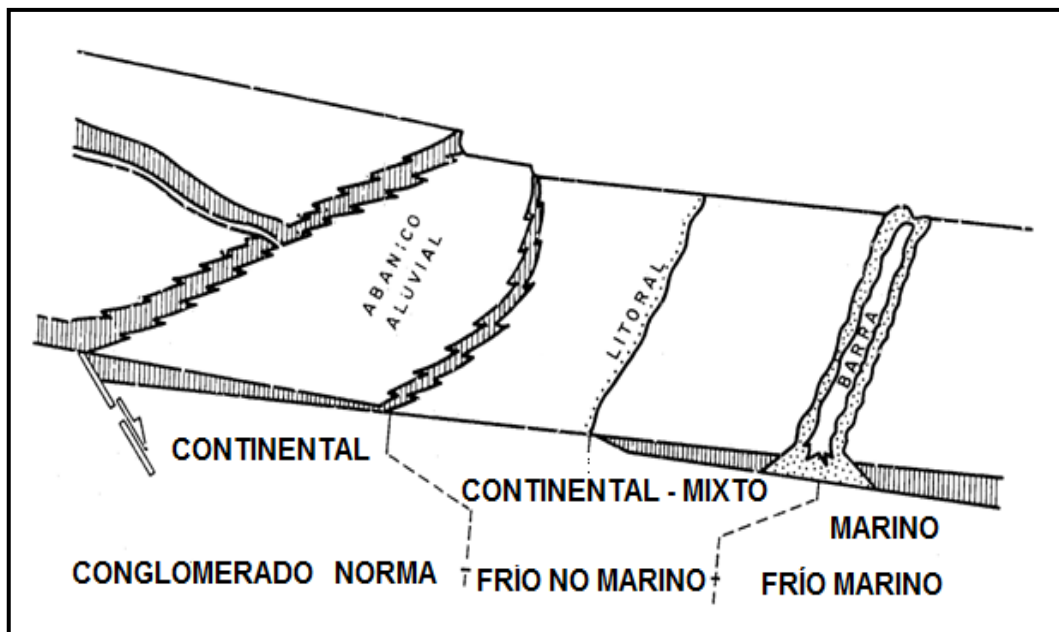 ABANICO
ALUVIAL
LITORAL
BARRA
CONTINENTAL
CONTINENTAL - MIXTO
MARINO
CONGLOMERADO NORMA
FRÍO NO MARINO
FRÍO MARINO